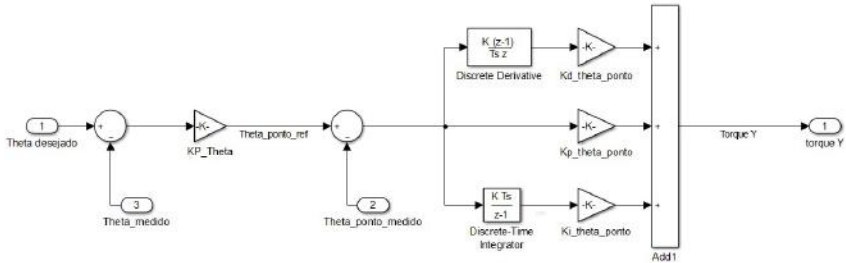 K (z-1)
Ts z
Discrete Derivative
-K-
Kd_theta_ponto
+
1
Theta desejado
+
-
-K-
KP_Theta
Theta_ponto_ref
+
-
-K-
Kp_theta_ponto
+
Torque Y
1
torque Y
3
Theta_medido
2
Theta_ponto_medido
K Ts
z-1
Discrete-Time
Integrator
-K-
Ki_theta_ponto
+
Add1